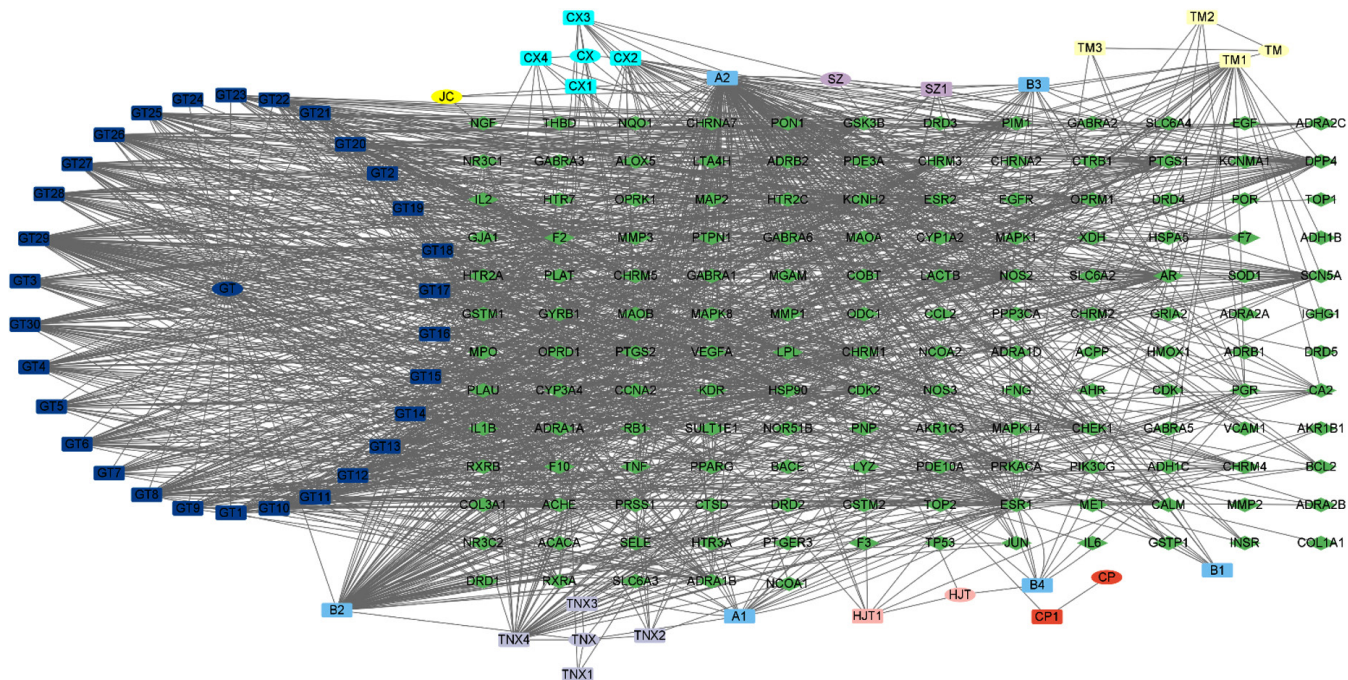 CX3
TM2
CX4 CX CX2
TM3 TM
TM1
A2 SZ
CX1 SZ1 B3
JC
GT24 GT23 GT22
GT25 GT21
GT26 GT20
GT27 GT2
GT28 GT19
GT29 GT18
GT3 GT GT17
GT30 GT16
GT4 GT15
GT5 GT14
GT6 GT13
GT7 GT12
GT8 GT11
GT9 GT1 GT10
NGF THBD NQO1 CHRNA7 PON1 GSK3B DRD3 PIM1 GABRA2 SLC6A4 EGF ADRA2C
NR3C1 GABRA3 ALOX5 LTA4H ADRB2 PDE3A CHRM3 CHRNA2 CTRB1 PTGS1 KCNMA1 DPP4
IL2 HTR7 OPRK1 MAP2 HTR2C KCNH2 ESR2 EGFR OPRM1 DRD4 POR TOP1
GJA1 F2 MMP3 PTPN1 GABRA6 MAOA CYP1A2 MAPK1 XDH HSPA5 F7 ADH1B
HTR2A PLAT CHRM5 GABRA1 MGAM COBT LACTB NOS2 SLC6A2 AR SOD1 SCN5A
GSTM1 GYRB1 MAOB MAPK8 MMP1 ODC1 CCL2 PPP3CA CHRM2 GRIA2 ADRA2A IGHG1
MPO OPRD1 PTGS2 VEGFA LPL CHRM1 NCOA2 ADRA1D ACPP HMOX1 ADRB1 DRD5
PLAU CYP3A4 CCNA2 KDR HSP90 CDK2 NOS3 IFNG AHR CDK1 PGR CA2
IL1B ADRA1A RB1 SULT1E1 NOR51B PNP AKR1C3 MAPK14 CHEK1 GABRA5 VCAM1 AKR1B1
RXRB F10 TNF PPARG BACE LYZ PDE10A PRKACA PIK3CG ADH1C CHRM4 BCL2
COL3A1 ACHE PRSS1 CTSD DRD2 GSTM2 TOP2 ESR1 MET CALM MMP2 ADRA2B
NR3C2 ACACA SELE HTR3A PTGER3 F3 TP53 JUN IL6 GSTP1 INSR COL1A1
DRD1 RXRA SLC6A3 ADRA1B NCOA1
B1
B4 CP
HJT
B2 TNX3
A1 HJT1 CP1
TNX4 TNX TNX2
TNX1